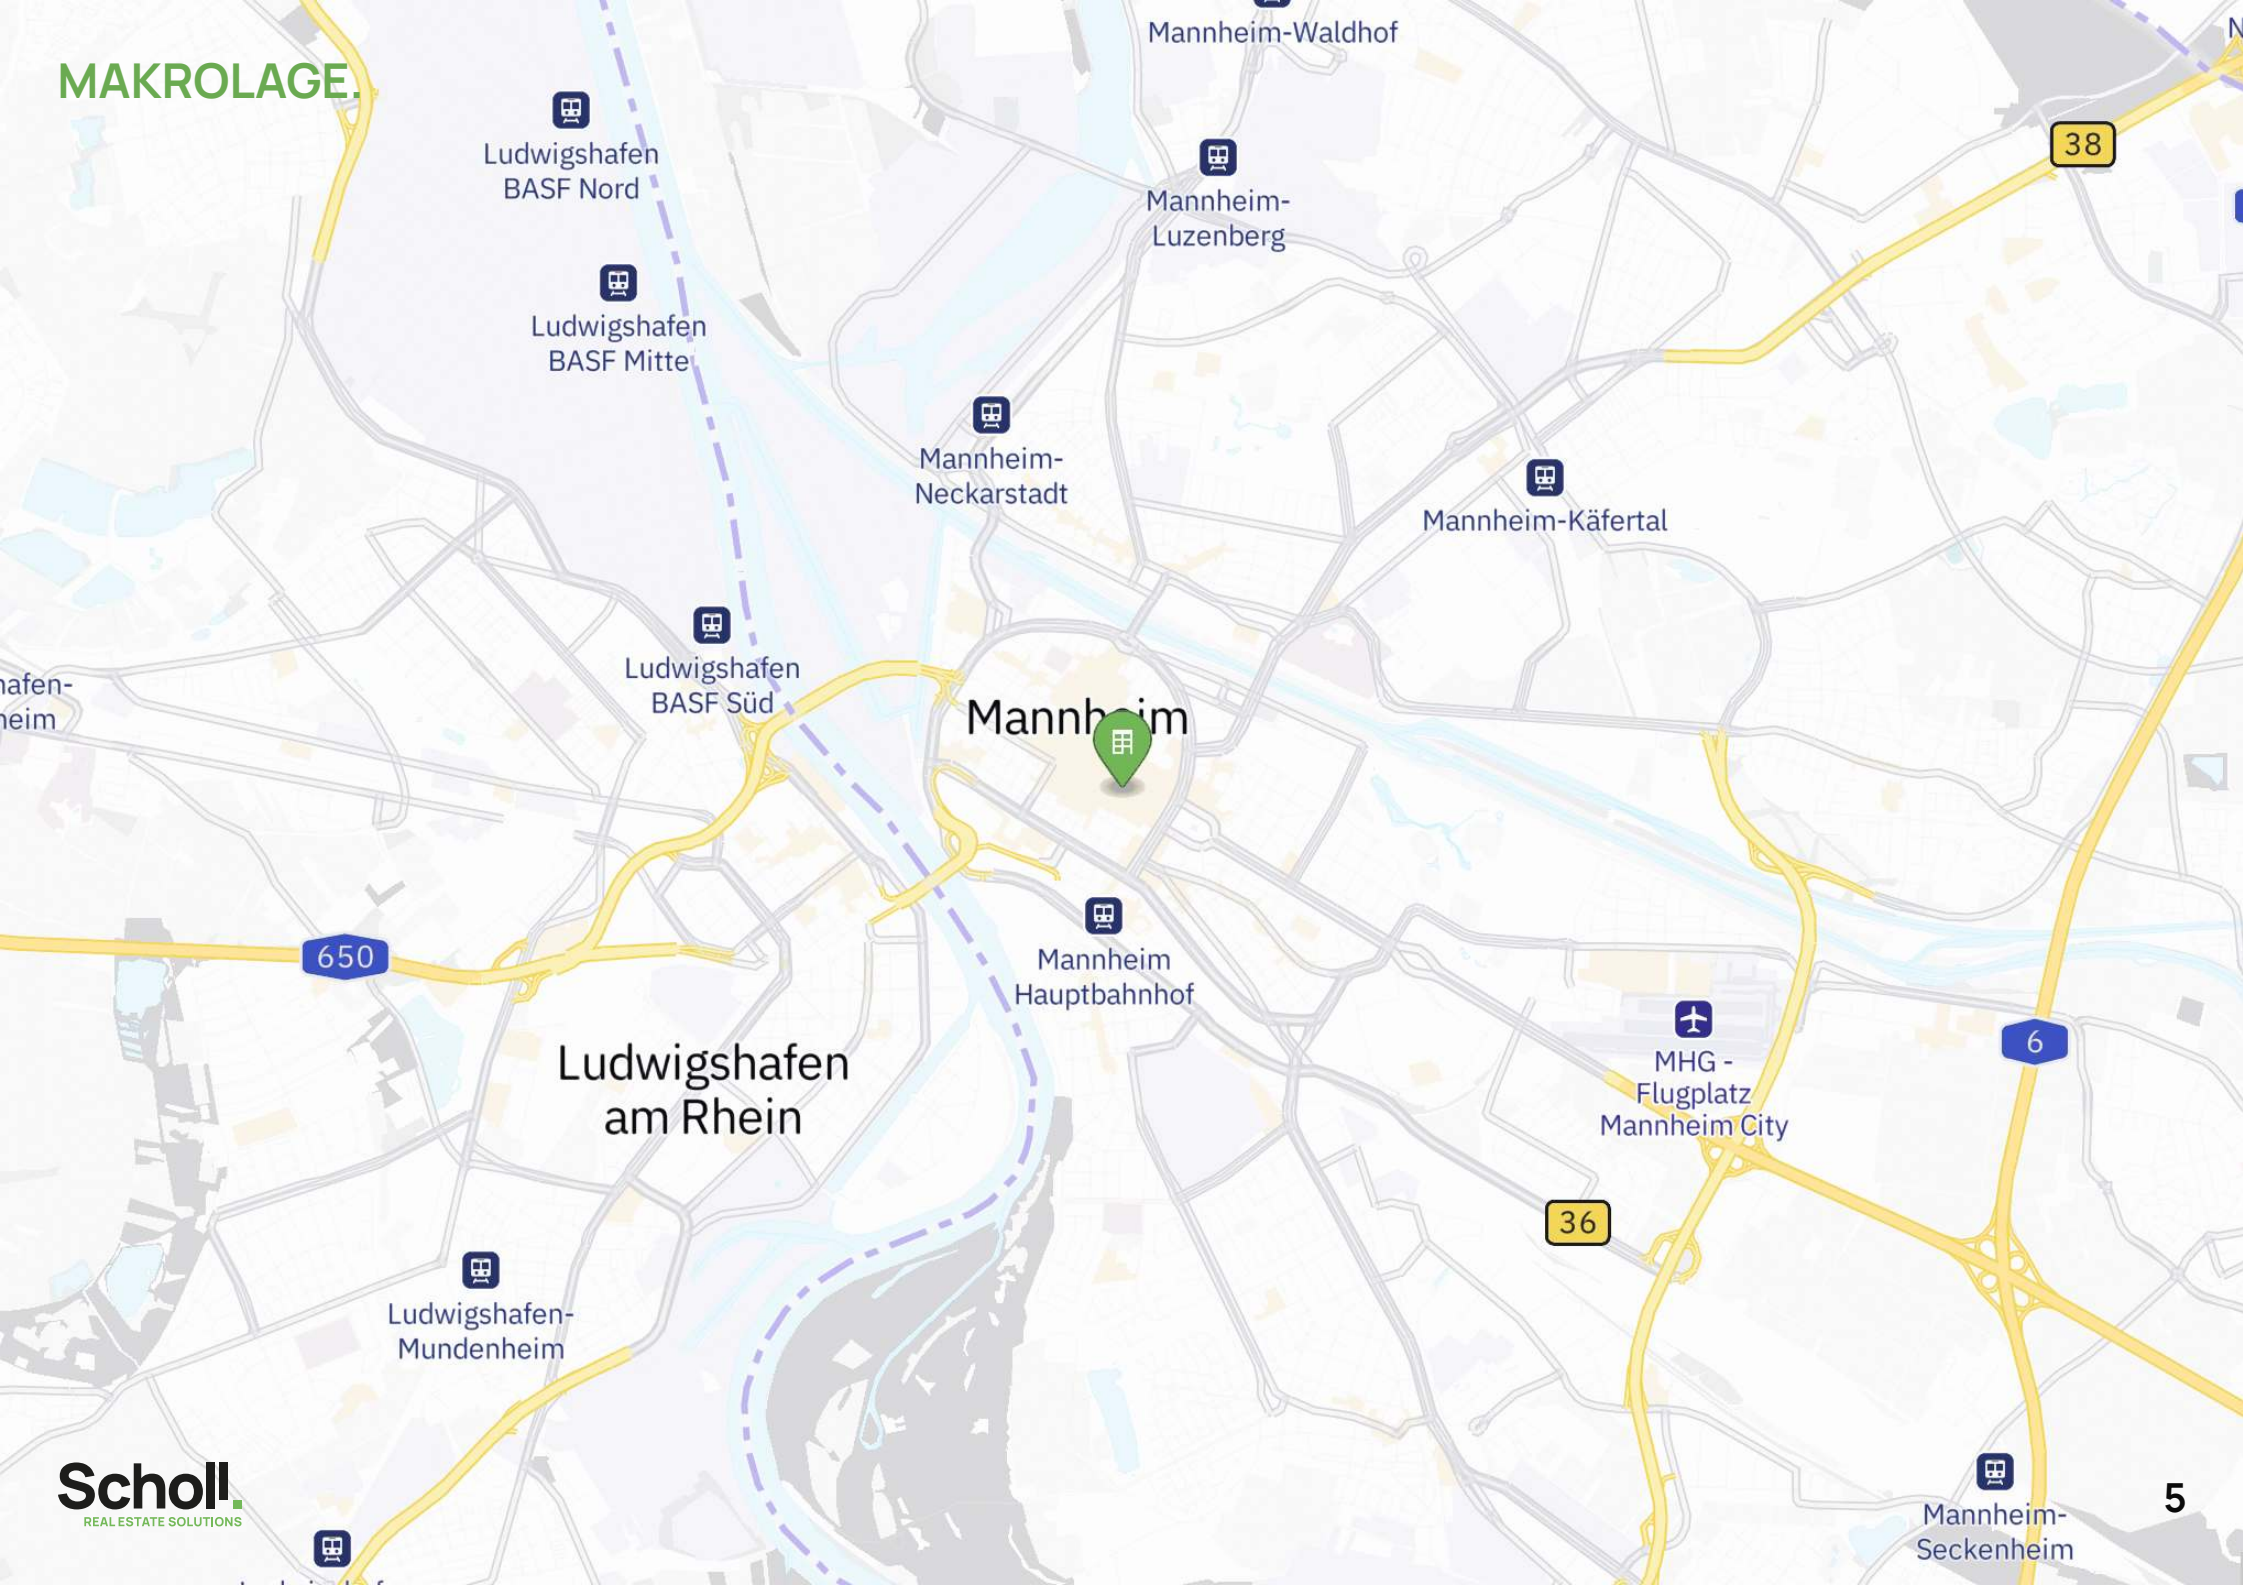 Mannheim-Waldhof
MAKROLAGE.
38
Ludwigshafen
BASF Nord
Mannheim-
Luzenberg
Ludwigshafen
BASF Mitte
Mannheim-
Neckarstadt
Mannheim-Käfertal
Ludwigshafen
BASF Süd
Mannheim
650
Mannheim
Hauptbahnhof
6
MHG -
Flugplatz
Mannheim City
Ludwigshafen
am Rhein
36
Ludwigshafen-
Mundenheim
Scholl.
REAL ESTATE SOLUTIONS
5
Mannheim-
Seckenheim